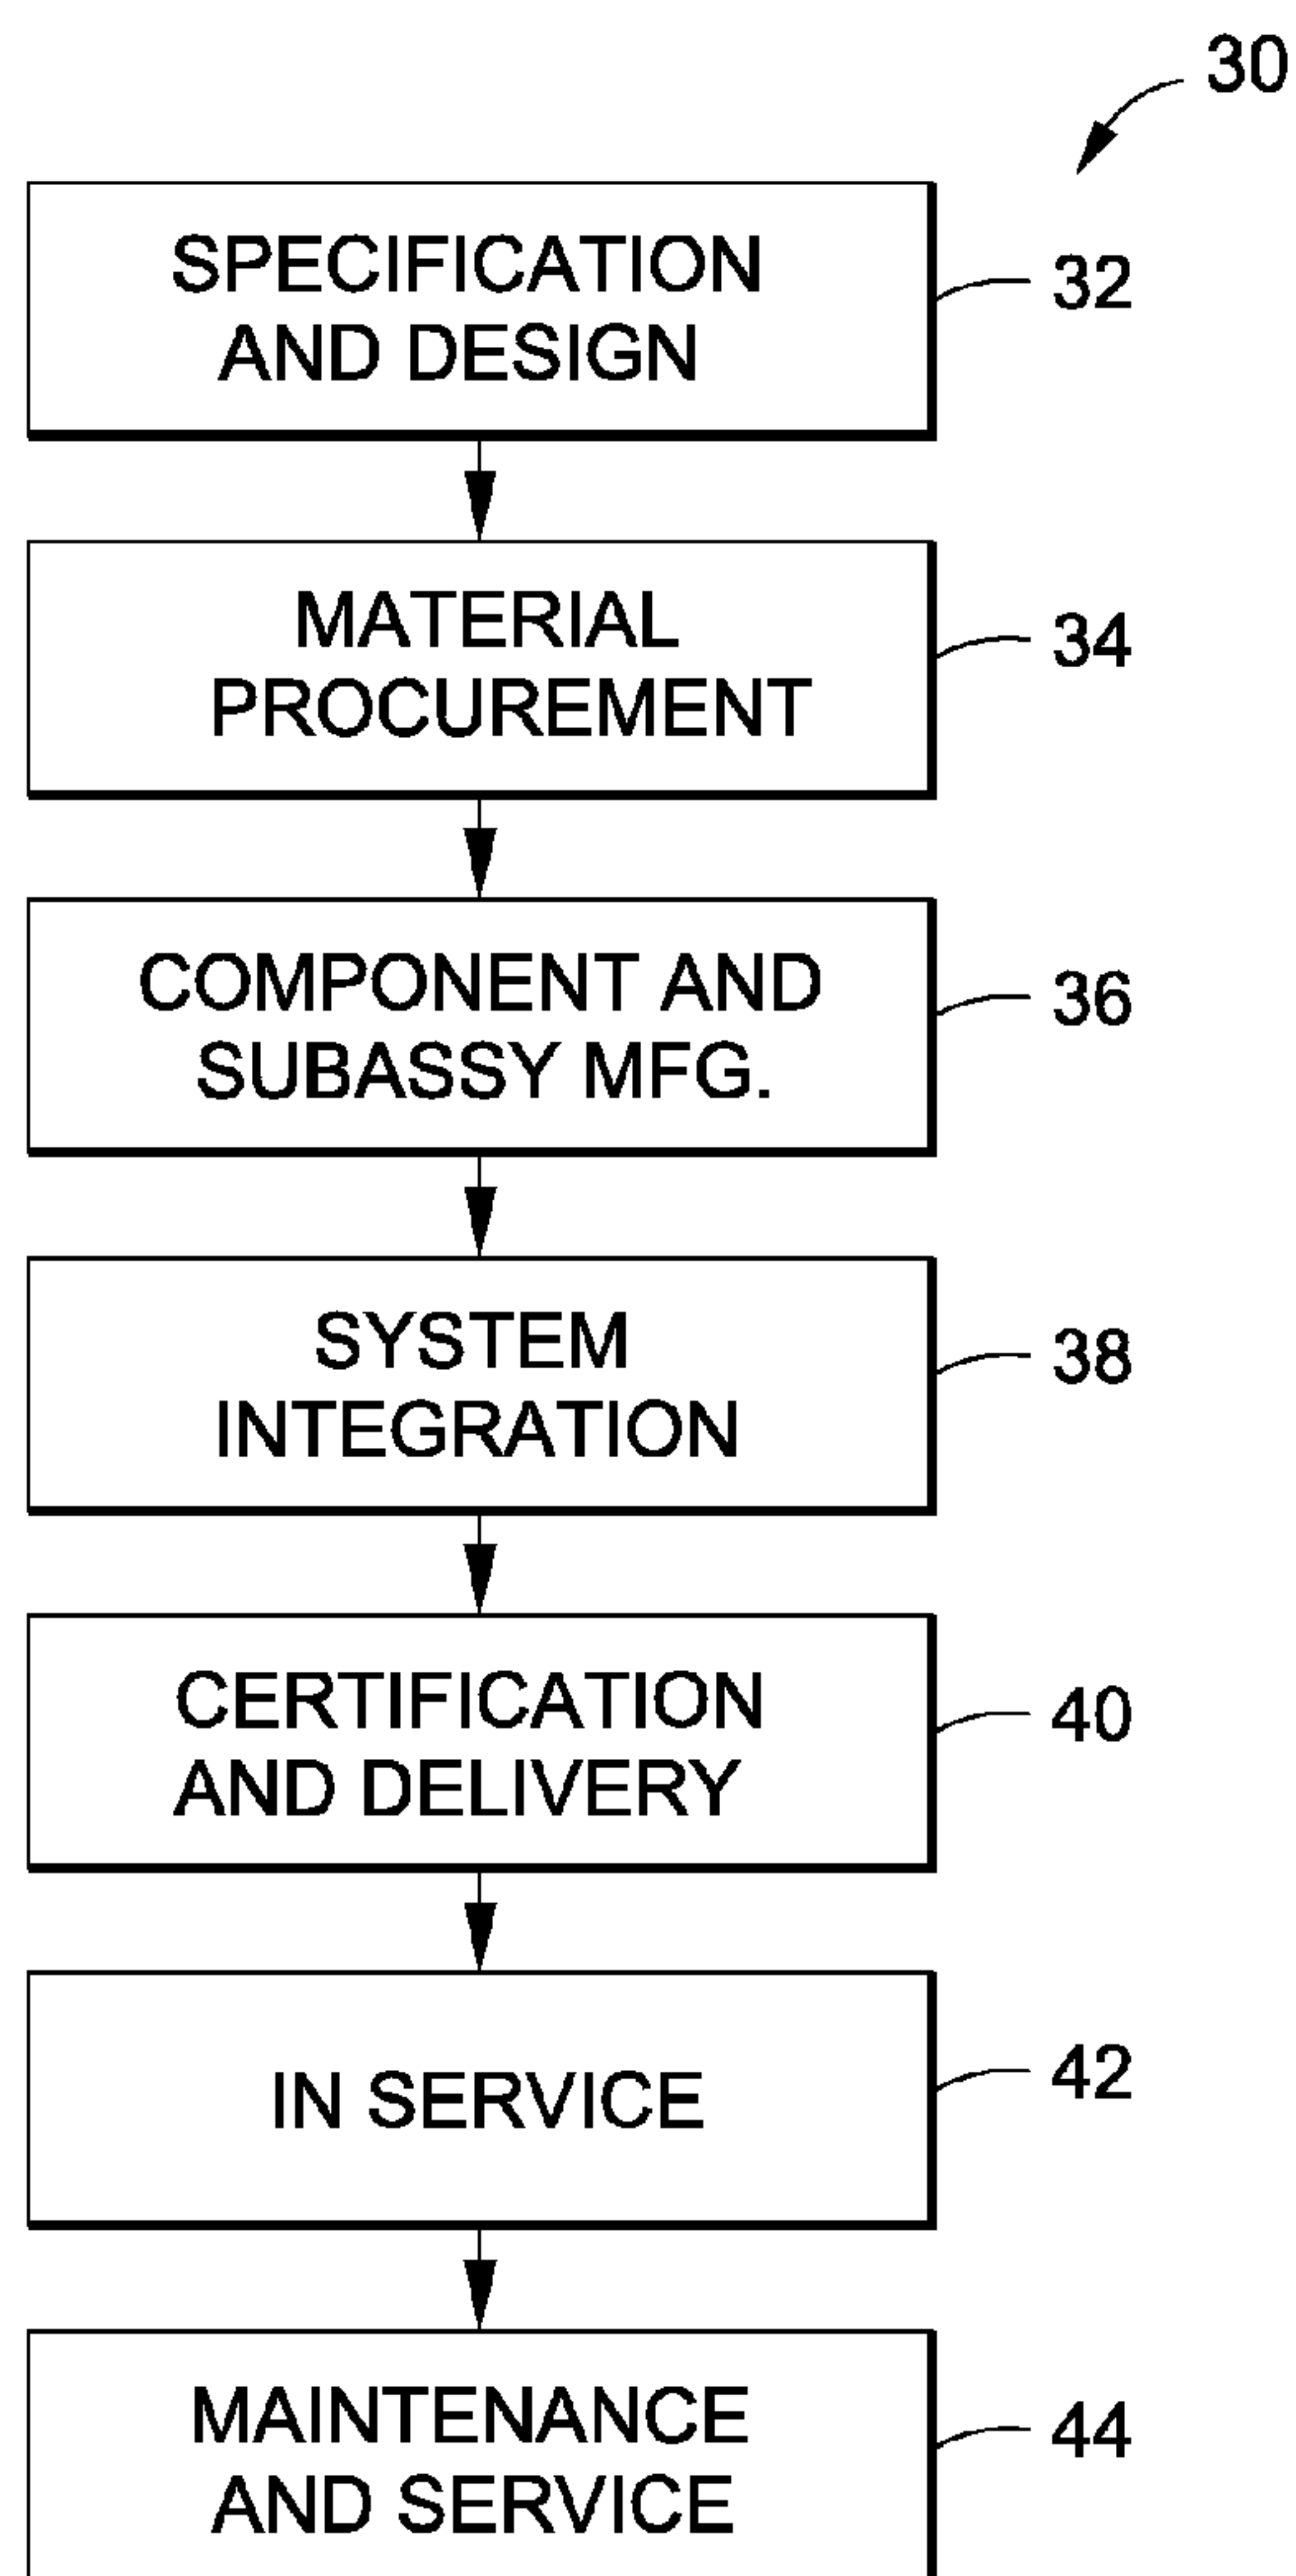 30
SPECIFICATION
AND DESIGN
32
MATERIAL
PROCUREMENT
34
COMPONENT AND
SUBASSY MFG.
36
SYSTEM
INTEGRATION
38
CERTIFICATION
AND DELIVERY
40
IN SERVICE
42
MAINTENANCE
AND SERVICE
44